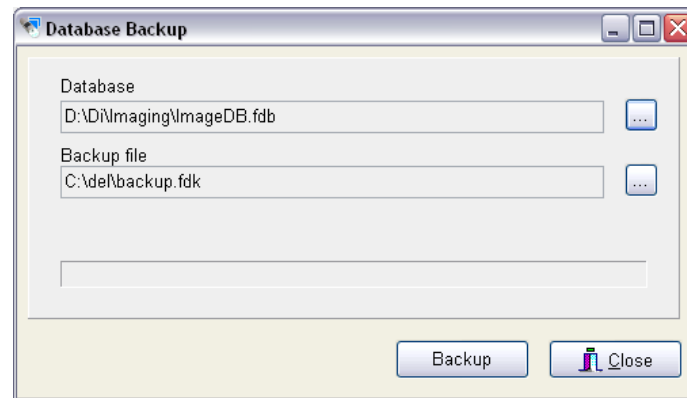 Database Backup
Database
D:\Di\Imaging\ImageDB.fdb
...
Backup file
C:\del\backup.fdk
...
Backup
Close